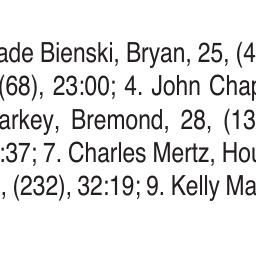 ade Bienski, Bryan, 25, (4
(68), 23:00; 4. John Chap
arkey, Bremond, 28, (13
:37; 7. Charles Mertz, Hou
, (232), 32:19; 9. Kelly Ma